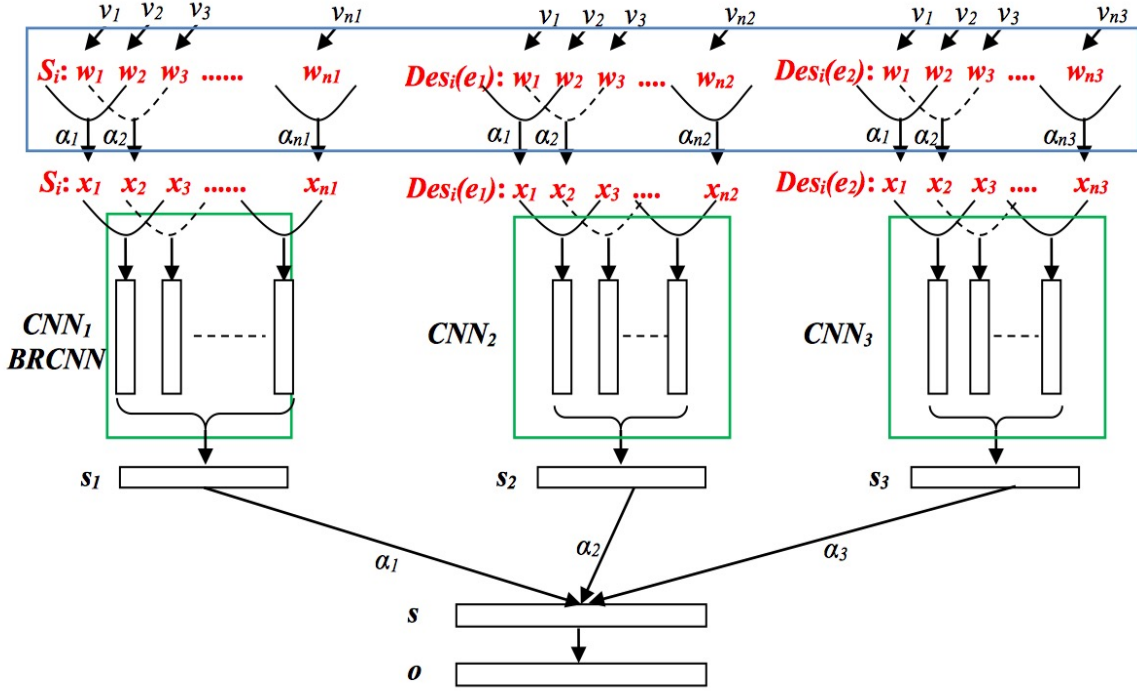 v1 v2 v3 vn1 v1 v2 v3 vn2 v1 v2 v3 vn3
Si: w1 w2 w3 ...... wn1 Desi(e1): w1 w2 w3 .... wn2 Desi(e2): w1 w2 w3 .... wn3
α1 α2 αn1 α1 α2 αn2 α1 α2 αn3
Si: x1 x2 x3 ...... xn1 Desi(e1): x1 x2 x3 .... xn2 Desi(e2): x1 x2 x3 .... xn3
CNN1 CNN2 CNN3
BRCNN
s1 s2 s3
α1 α2 α3
s
o